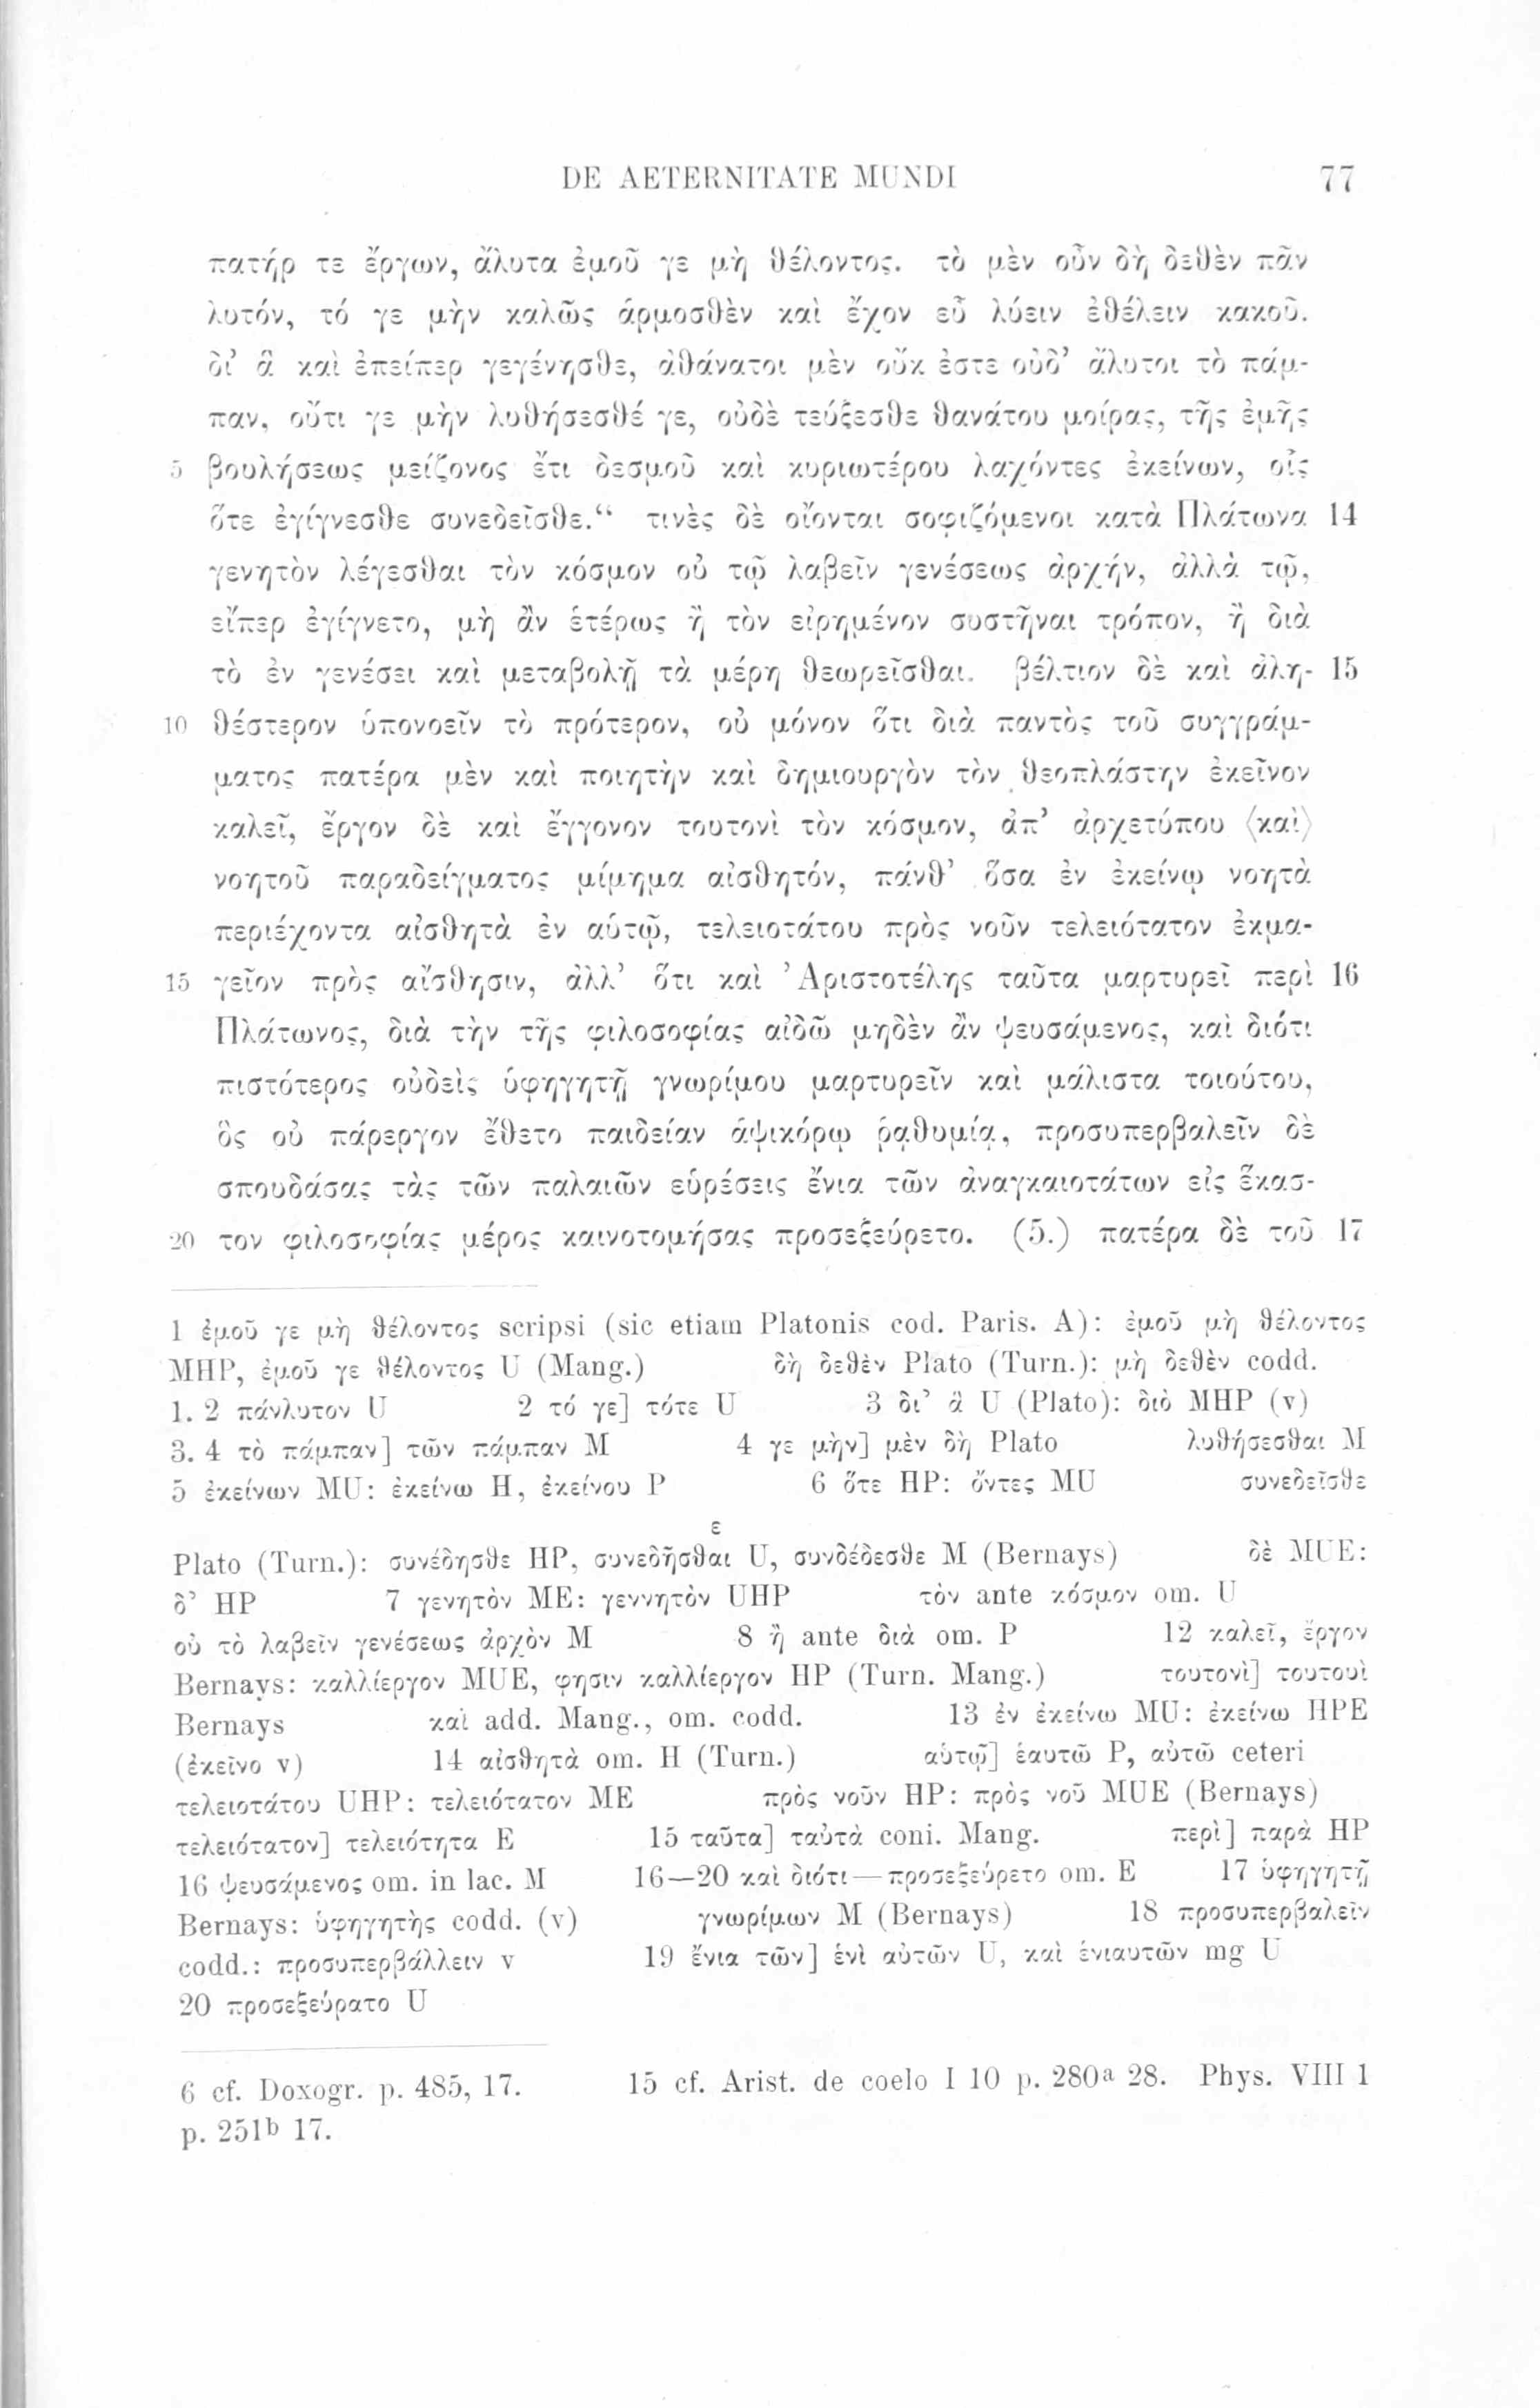 DE AETERNITATE MUNDI 77
πατήρ τε ἔργων, ἄλυτα ἐμοῦ γε μὴ θέλοντος. τὸ μὲν οὖν δὴ δεθὲν πᾶν
λυτόν, τό γε μὴν καλῶς ἁρμοσθὲν καὶ ἔχον εὖ λύειν ἐθέλειν κακοῦ.
δι’ ἃ καὶ ἐπείπερ γεγένησθε, ἀθάνατοι μὲν οὔκ ἐστε οὐδ’ ἄλυτοι τὸ πάμ-
παν, οὔτι γε μὴν λυθήσεσθέ γε, οὐδὲ τεύξεσθε θανάτου μοίρας, τῆς ἐμῆς
5 βουλήσεως μείζονος ἔτι δεσμοῦ καὶ κυριωτέρου λαχόντες ἐκείνων, οἷς
ὅτε ἐγίγνεσθε συνεδεῖσθε.“ τινὲς δὲ οἴονται σοφιζόμενοι κατὰ Πλάτωνα 14
γενητὸν λέγεσθαι τὸν κόσμον οὐ τῷ λαβεῖν γενέσεως ἀρχήν, ἀλλὰ τῷ,
εἴπερ ἐγίγνετο, μὴ ἂν ἑτέρως ἢ τὸν εἰρημένον συστῆναι τρόπον, ἢ διὰ
τὸ ἐν γενέσει καὶ μεταβολῇ τὰ μέρη θεωρεῖσθαι. βέλτιον δὲ καὶ ἀλη- 15
10 θέστερον ὑπονοεῖν τὸ πρότερον, οὐ μόνον ὅτι διὰ παντὸς τοῦ συγγράμ-
ματος πατέρα μὲν καὶ ποιητὴν καὶ δημιουργὸν τὸν θεοπλάστην ἐκεῖνον
καλεῖ, ἔργον δὲ καὶ ἔγγονον τουτονὶ τὸν κόσμον, ἀπ’ ἀρχετύπου ⟨καὶ⟩
νοητοῦ παραδείγματος μίμημα αἰσθητόν, πάνθ’ ὅσα ἐν ἐκείνῳ νοητὰ
περιέχοντα αἰσθητὰ ἐν αὑτῷ, τελειοτάτου πρὸς νοῦν τελειότατον ἐκμα-
15 γεῖον πρὸς αἴσθησιν, ἀλλ’ ὅτι καὶ ’Αριστοτέλης ταῦτα μαρτυρεῖ περὶ 16
Πλάτωνος, διὰ τὴν τῆς φιλοσοφίας αἰδῶ μηδὲν ἂν ψευσάμενος, καὶ διότι
πιστότερος οὐδεὶς ὑφηγητῇ γνωρίμου μαρτυρεῖν καὶ μάλιστα τοιούτου,
ὃς οὐ πάρεργον ἔθετο παιδείαν ἁψικόρῳ ῥᾳθυμίᾳ, προσυπερβαλεῖν δὲ
σπουδάσας τὰς τῶν παλαιῶν εὑρέσεις ἔνια τῶν ἀναγκαιοτάτων εἰς ἕκασ-
20 τον φιλοσοφίας μέρος καινοτομήσας προσεξεύρετο. (5.) πατέρα δὲ τοῦ 17
1 ἐμοῦ γε μὴ θέλοντος scripsi (sic etiam Platonis cod. Paris. A): ἐμοῦ μὴ θέλοντος
MHP, ἐμοῦ γε θέλοντος U (Mang.) δὴ δεθὲν Plato (Turn.): μὴ δεθὲν codd.
1. 2 πάνλυτον U 2 τό γε] τότε U 3 δι’ ἃ U (Plato): διὸ MHP (v)
3. 4 τὸ πάμπαν] τῶν πάμπαν M 4 γε μὴν] μὲν δὴ Plato λυθήσεσθαι M
5 ἐκείνων MU: ἐκείνω H, ἐκείνου P 6 ὅτε HP: ὄντες MU συνεδεῖσθε
ε
Plato (Turn.): συνέδησθε HP, συνεδῆσθαι U, συνδέδεσθε M (Bernays) δὲ MUE:
δ’ HP 7 γενητὸν ME: γεννητὸν UHP τὸν ante κόσμον om. U
οὐ τὸ λαβεῖν γενέσεως ἀρχὸν M 8 ἢ ante διὰ om. P 12 καλεῖ, ἔργον
Bernays: καλλίεργον MUE, φησιν καλλίεργον HP (Turn. Mang.) τουτονὶ] τουτουὶ
Bernays καὶ add. Mang., om. codd. 13 ἐν ἐκείνω MU: ἐκείνω HPE
(ἐκεῖνο v) 14 αἰσθητὰ om. H (Turn.) αὑτῷ] ἑαυτῶ P, αὐτῶ ceteri
τελειοτάτου UHP: τελειότατον ME πρὸς νοῦν HP: πρὸς νοῦ MUE (Bernays)
τελειότατον] τελειότητα E 15 ταῦτα] ταὐτὰ coni. Mang. περὶ] παρὰ HP
16 ψευσάμενος om. in lac. M 16—20 καὶ διότι—προσεξεύρετο om. E 17 ὑφηγητῇ
Bernays: ὑφηγητὴς codd. (v) γνωρίμων M (Bernays) 18 προσυπερβαλεῖν
codd.: προσυπερβάλλειν v 19 ἔνια τῶν] ἑνὶ αὐτῶν U, καὶ ἐνιαυτῶν mg U
20 προσεξεύρατο U
6 cf. Doxogr. p. 485, 17. 15 cf. Arist. de coelo I 10 p. 280a 28. Phys. VIII 1
p. 251b 17.